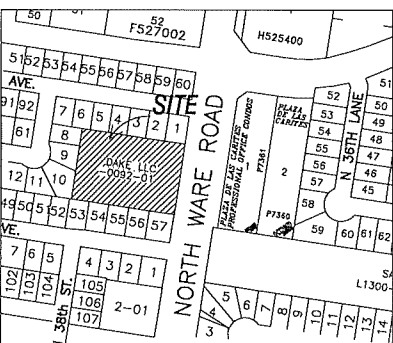 50
52
F527002
H525400
51 52 53 54 55 56 57 58 59 60
AVE.
91 92
61
7 6 5 4 3 2 1
SITE
8
9
10
12 11
DAKE LLC
0092-01
49 50 51 52 53 54 55 56 57
VE.
7 6 5
102 103 104
4 3 2 1
105
106
107
2-01
38th ST.
NORTH WARE ROAD
PLAZA DE LAS CARITES
PROFESSIONAL OFFICE CONDOS
P7361
PLAZA
DE LAS
CARITES
2
P7360
52
53
54
55
56
57
58
59 60 61 62
N 36TH LANE
51
50
49
48
47
46
45
SA
L1300-
3 4 5 6 7 8 9 10 11 12 13 14